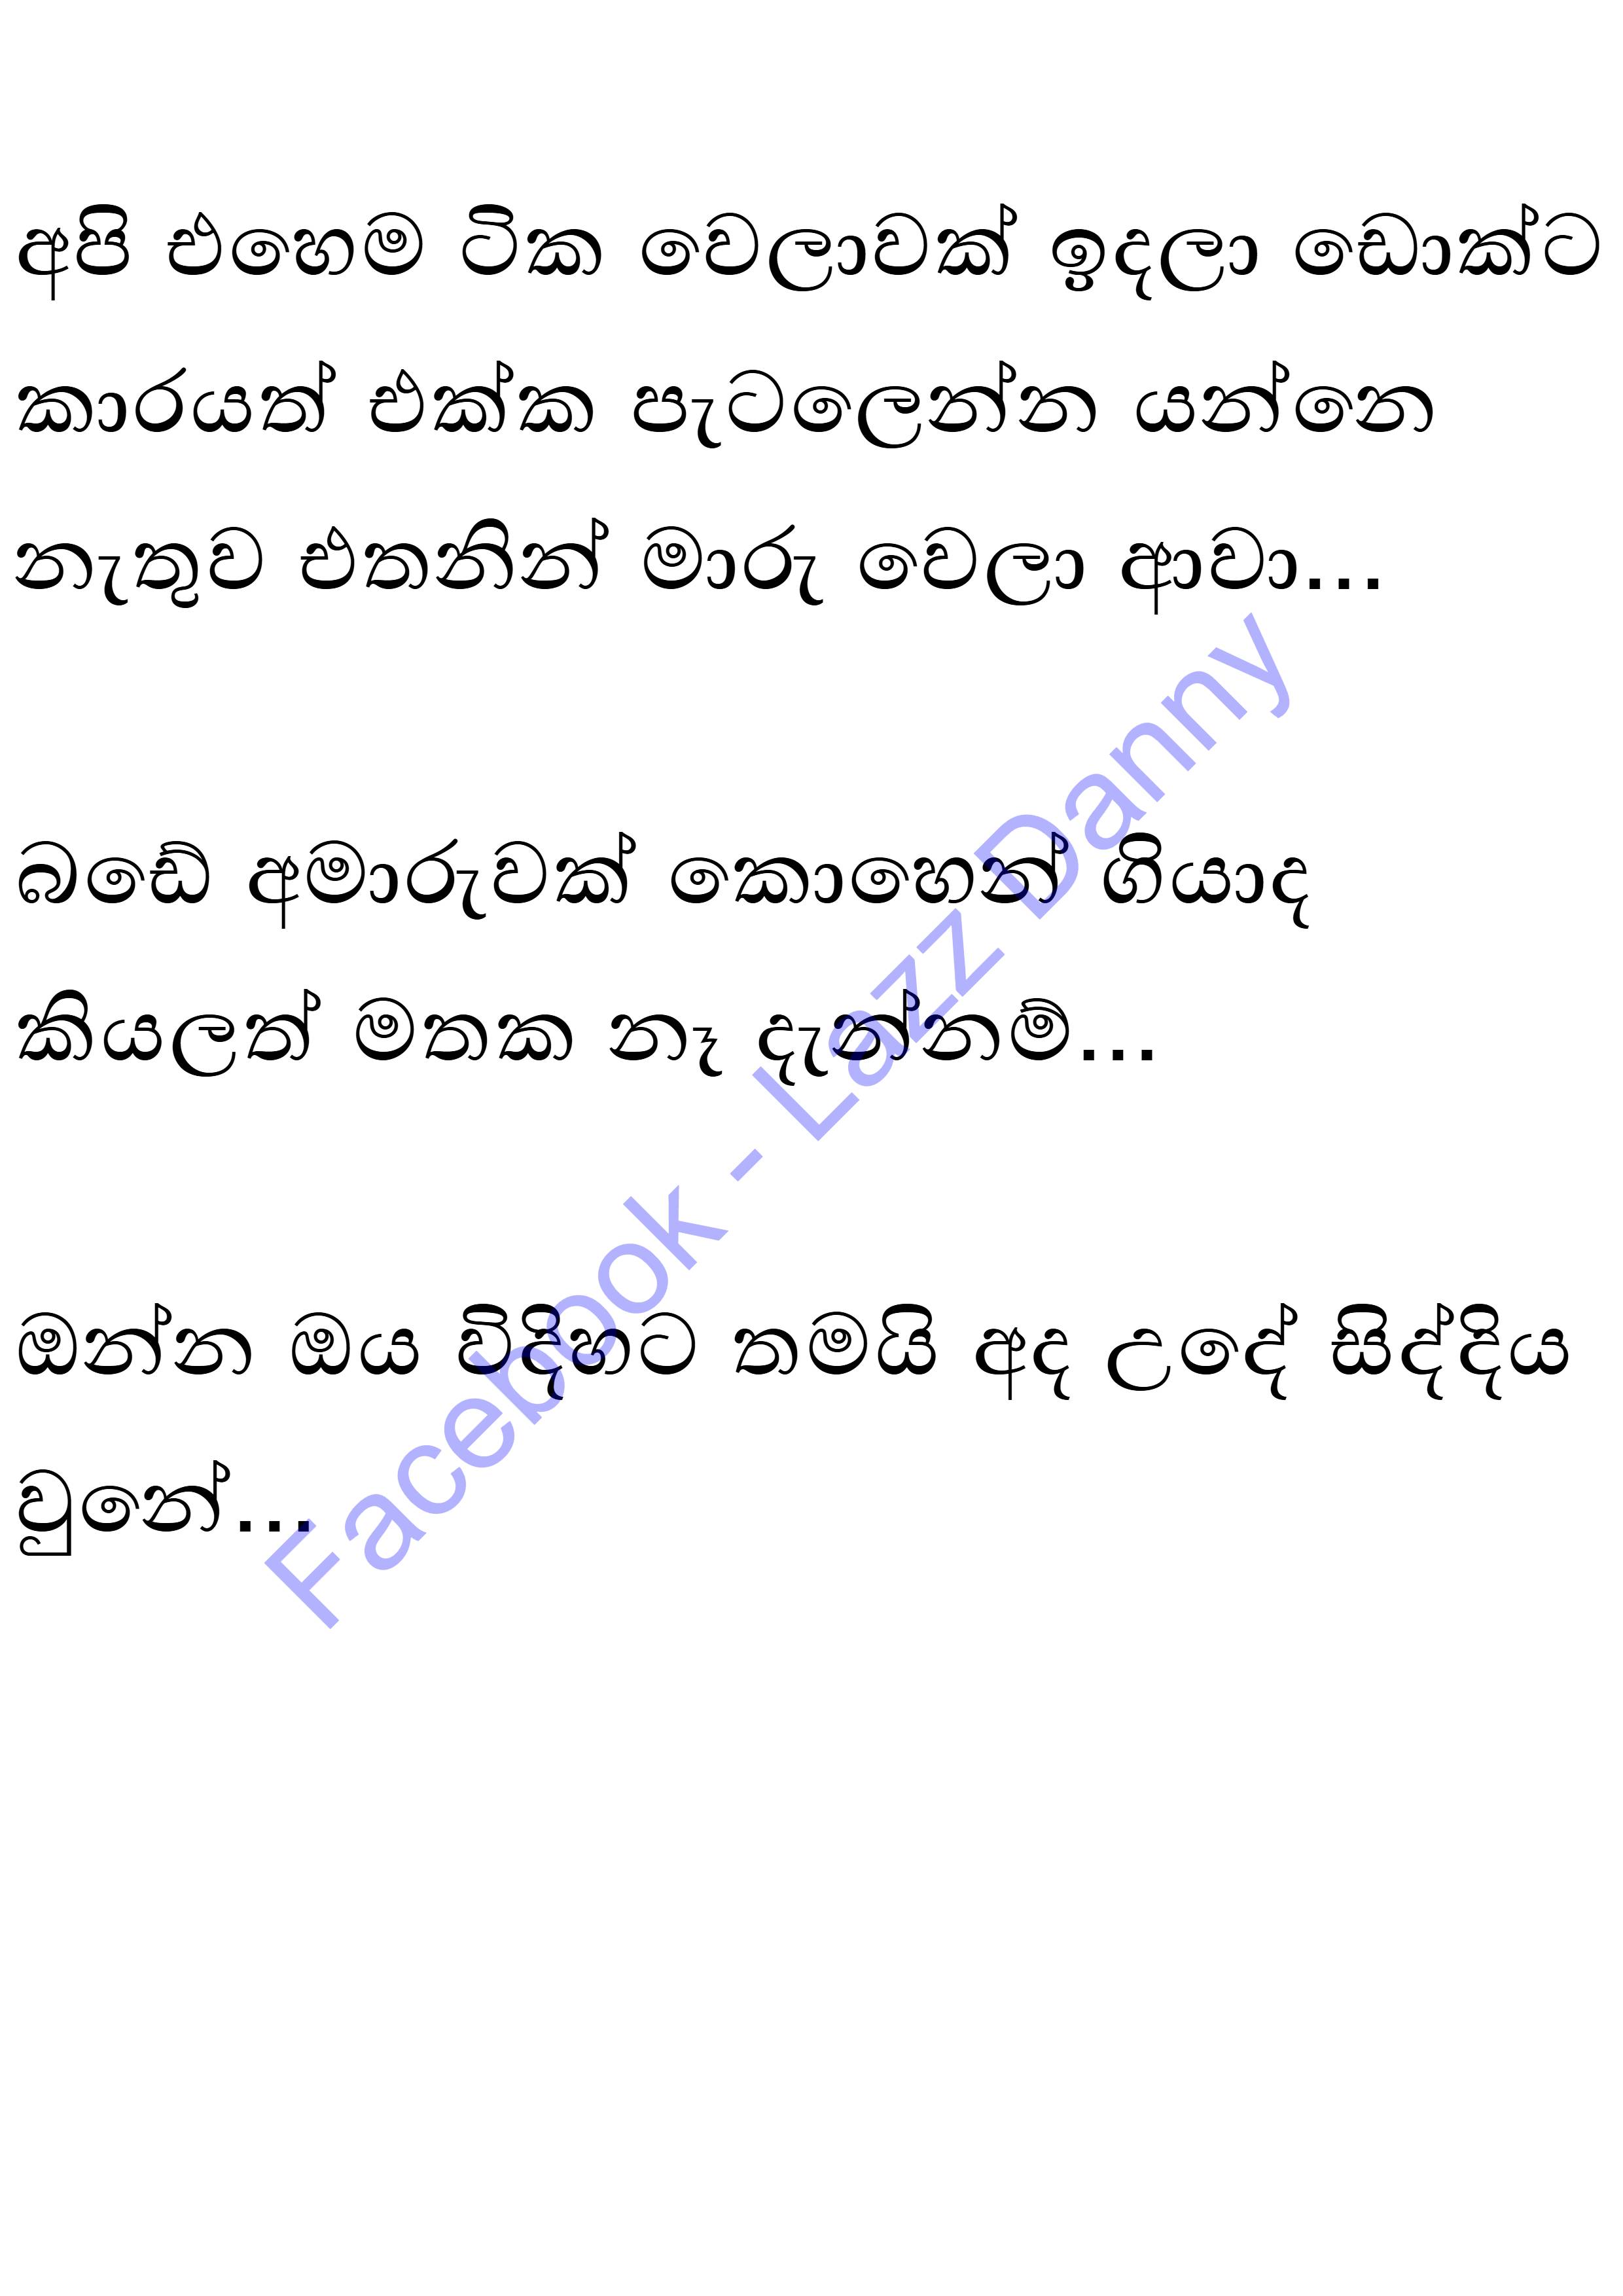 අපි එහෙම ටික වෙලාවක් ඉදලා ඩොක්ට
කාරයත් එක්ක පැටලෙන්න යන්නෙ
නැතුව එතනින් මාරු වෙලා ආවා...
බඩේ අමාරුවක් කොහෙන් ගියාද
කියලත් මතක නෑ දැන්නම්...
ඔන්න ඔය විදිහට තමයි අද උදේ සිද්දිය
වුනේ...
Facebook - Lazz Danny